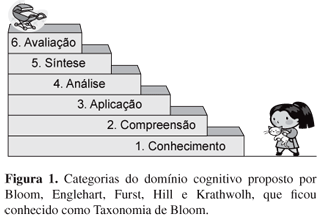 6. Avaliação
5. Síntese
4. Análise
3. Aplicação
2. Compreensão
1. Conhecimento
Figura 1. Categorias do domínio cognitivo proposto por
Bloom, Englehart, Furst, Hill e Krathwolh, que ficou
conhecido como Taxonomia de Bloom.